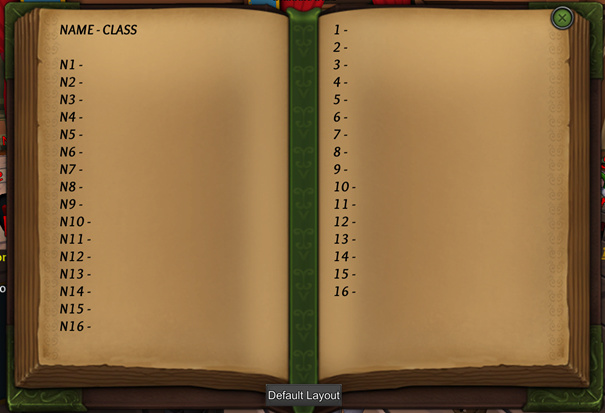 NAME - CLASS
N1 -
N2 -
N3 -
N4 -
N5 -
N6 -
N7 -
N8 -
N9 -
N10 -
N11 -
N12 -
N13 -
N14 -
N15 -
N16 -
1 -
2 -
3 -
4 -
5 -
6 -
7 -
8 -
9 -
10 -
11 -
12 -
13 -
14 -
15 -
16 -
Default Layout